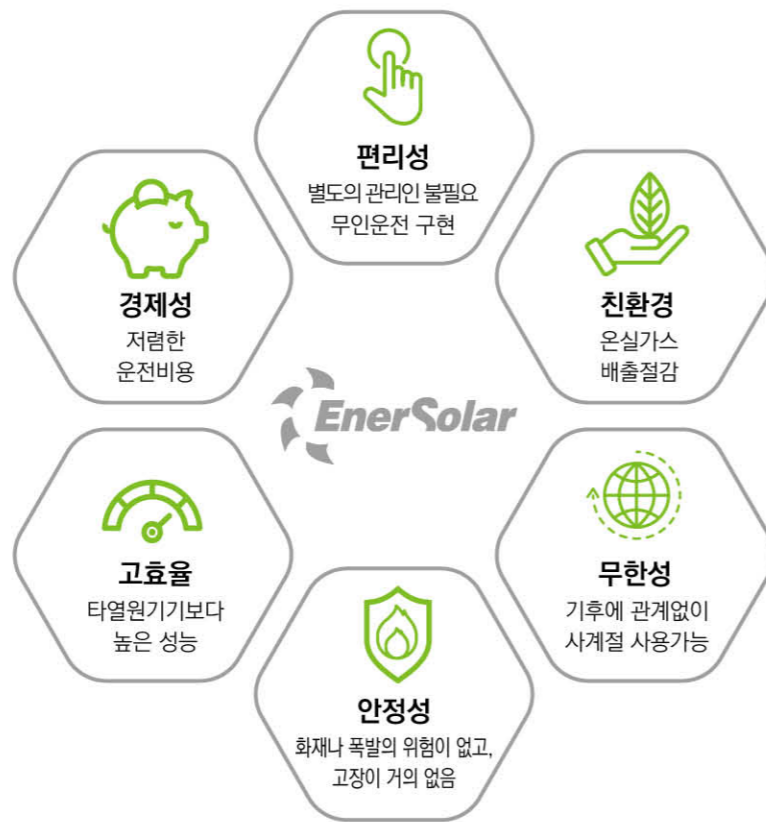 편리성
별도의 관리인 불필요
무인운전 구현
경제성
저렴한
운전비용
친환경
온실가스
배출절감
EnerSolar
고효율
타열원기기보다
높은 성능
무한성
기후에 관계없이
사계절 사용가능
안정성
화재나 폭발의 위험이 없고,
고장이 거의 없음